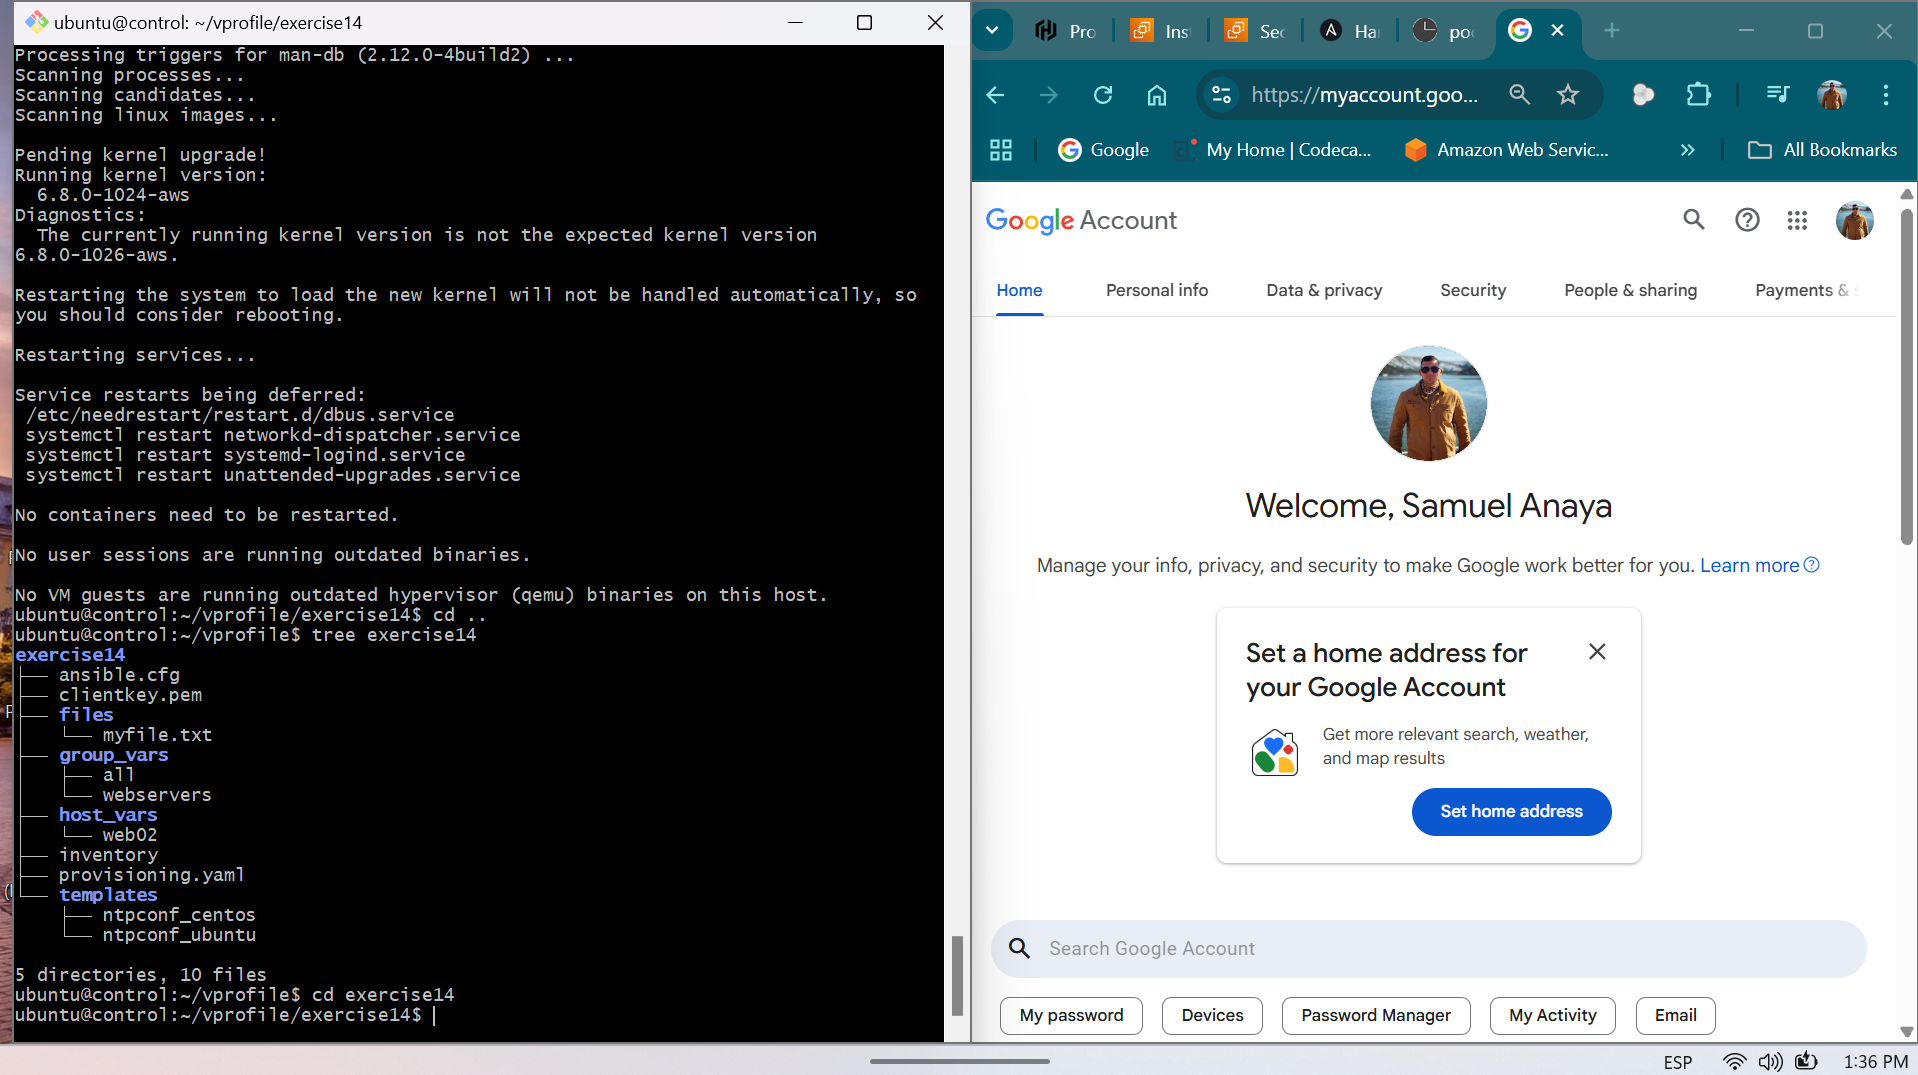 ubuntu@control: ~/vprofile/exercise14
Processing triggers for man-db (2.12.0-4build2) ...
Scanning processes...
Scanning candidates...
Scanning linux images...
Pending kernel upgrade!
Running kernel version:
6.8.0-1024-aws
Diagnostics:
The currently running kernel version is not the expected kernel version
6.8.0-1026-aws.
Restarting the system to load the new kernel will not be handled automatically, so
you should consider rebooting.
Restarting services...
Service restarts being deferred:
/etc/needrestart/restart.d/dbus.service
systemctl restart networkd-dispatcher.service
systemctl restart systemd-logind.service
systemctl restart unattended-upgrades.service
No containers need to be restarted.
No user sessions are running outdated binaries.
No VM guests are running outdated hypervisor (qemu) binaries on this host.
ubuntu@control:~/vprofile/exercise14$ cd ..
ubuntu@control:~/vprofile$ tree exercise14
exercise14
├── ansible.cfg
├── clientkey.pem
├── files
│   └── myfile.txt
├── group_vars
│   ├── all
│   └── webservers
├── host_vars
│   └── web02
├── inventory
├── provisioning.yaml
└── templates
    ├── ntpconf_centos
    └── ntpconf_ubuntu
5 directories, 10 files
ubuntu@control:~/vprofile$ cd exercise14
ubuntu@control:~/vprofile/exercise14$
Pro
Ins
Sec
Har
po
https://myaccount.goo...
Google
My Home | Codeca...
Amazon Web Servic...
All Bookmarks
Google Account
Home
Personal info
Data & privacy
Security
People & sharing
Payments & s
Welcome, Samuel Anaya
Manage your info, privacy, and security to make Google work better for you. Learn more
Set a home address for
your Google Account
Get more relevant search, weather,
and map results
Set home address
Search Google Account
My password
Devices
Password Manager
My Activity
Email
ESP
1:36 PM